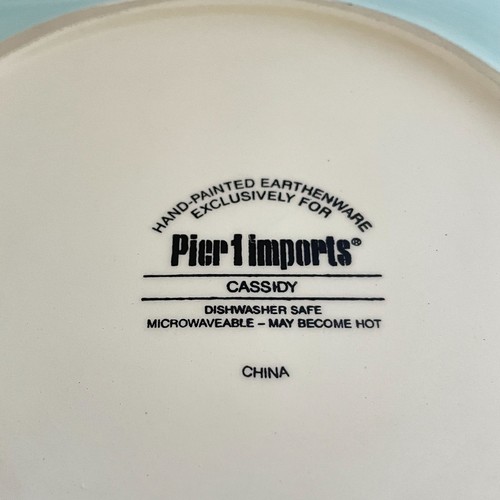 HAND-PAINTED EARTHENWARE
EXCLUSIVELY FOR
Pier 1 imports®
CASSIDY
DISHWASHER SAFE
MICROWAVEABLE – MAY BECOME HOT
CHINA